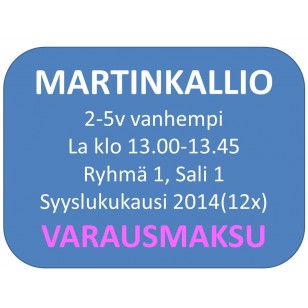 MARTINKALLIO
2-5v vanhempi
La klo 13.00-13.45
Ryhmä 1, Sali 1
Syyslukukausi 2014(12x)
VARAUSMAKSU